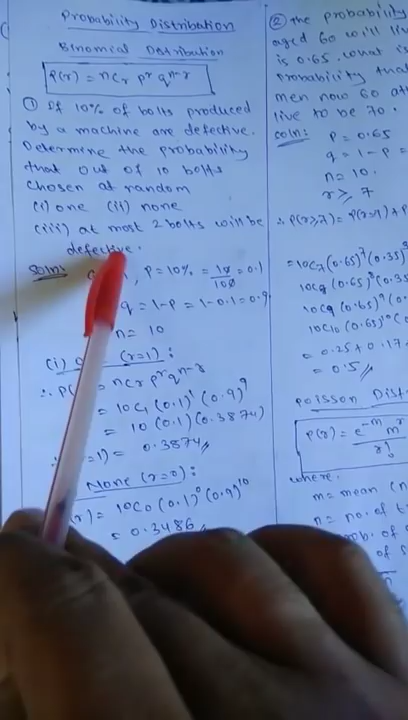 Probability Distribution
Binomial Distribution
P(r) = nCr p^r q^n-r
① If 10% of bolts produced
by a machine are defective.
Determine the probability
that out of 10 bolts
chosen at random
(i) one (ii) none
(iii) at most 2 bolts will be
defective.
Soln:
, P = 10% = 10/100 = 0.1
q = 1-P = 1-0.1 = 0.9
n = 10
(i) (r=1):
∴ P( = nCr p^r q^n-r
= 10C1 (0.1)^1 (0.9)^9
= 10 (0.1) (0.3874)
=1) = 0.3874
None (r=0):
r) = 10C0 (0.1)^0 (0.9)^10
= 0.3486
② The probability
aged 60 will liv
is 0.65. what is
probability that
men now 60 at
live to be 70.
Soln:
P = 0.65
q = 1-P =
n = 10.
r ≥ 7
∴ P(r≥7) = P(r=7) + P
= 10C7 (0.65)^7 (0.35)^3
10C8 (0.65)^8 (0.35
10C9 (0.65)^9 (
10C10 (0.65)^10 (
= 0.25 + 0.17
= 0.5
Poisson Dist
P(r) = e^-m m^r / r!
where,
m = mean (n
n = no. of t
ob. of
of s